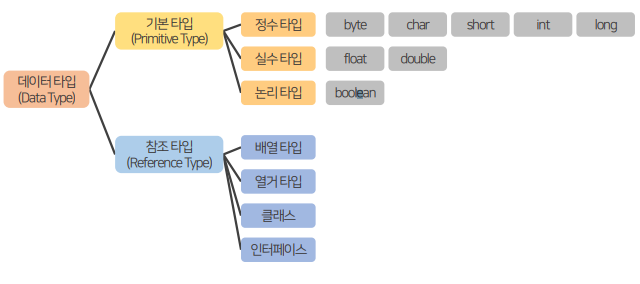 데이터 타입
(Data Type)
기본 타입
(Primitive Type)
정수 타입 byte char short int long
실수 타입 float double
논리 타입 boolean
참조 타입
(Reference Type)
배열 타입
열거 타입
클래스
인터페이스